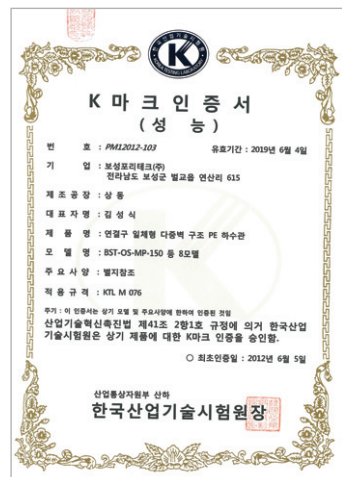 K 마 크 인 증 서
( 성 능 )
번 호 : PM12012-103 유효기간 : 2019년 6월 4일
기 업 : 보성포리테크(주)
전라남도 보성군 벌교읍 연산리 615
제 조 공 장 : 상 동
대 표 자 명 : 김 성 식
제 품 명 : 연결구 일체형 다중벽 구조 PE 하수관
모 델 명 : BST-OS-MP-150 등 8모델
주 요 사 양 : 별지참조
적 용 규 격 : KTL M 076
주기 : 이 인증서는 상기 모델 및 주요사양에 한하여 인증된 것임
산업기술혁신촉진법 제41조 2항1호 규정에 의거 한국산업
기술시험원은 상기 제품에 대한 K마크 인증을 승인함.
○ 최초인증일 : 2012년 6월 5일
산업통상자원부 산하
한국산업기술시험원장